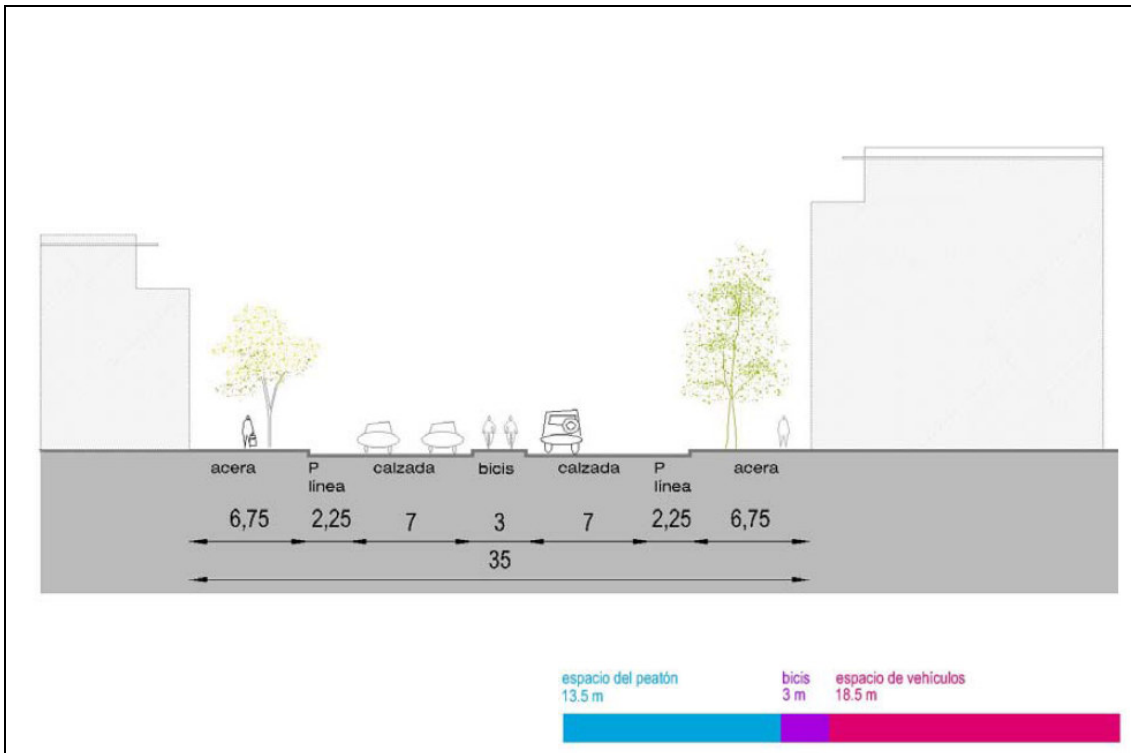 acera P calzada bicis calzada P acera
línea línea
6,75 2,25 7 3 7 2,25 6,75
35
espacio del peatón bicis espacio de vehículos
13.5 m 3 m 18.5 m